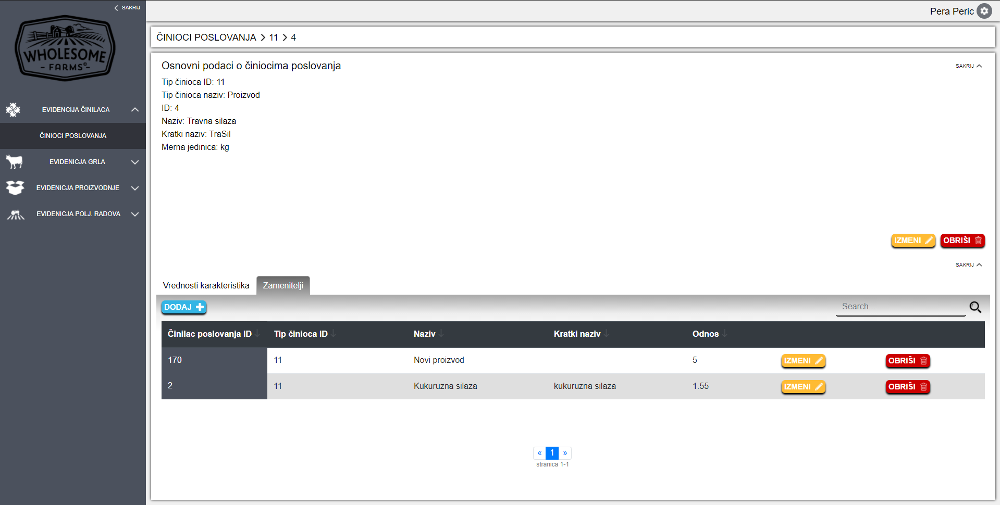 SAKRIJ
WHOLESOME
- FARMS®-
EVIDENCIJA ČINILACA
ČINIOCI POSLOVANJA
EVIDENICJA GRLA
EVIDENICJA PROIZVODNJE
EVIDENICJA POLJ. RADOVA
Pera Peric
ČINIOCI POSLOVANJA > 11 > 4
Osnovni podaci o činiocima poslovanja
SAKRIJ
Tip činioca ID: 11
Tip činioca naziv: Proizvod
ID: 4
Naziv: Travna silaza
Kratki naziv: TraSil
Merna jedinica: kg
IZMENI OBRIŠI
SAKRIJ
Vrednosti karakteristika Zamenitelji
DODAJ Search...
Činilac poslovanja ID Tip činioca ID Naziv Kratki naziv Odnos
170 11 Novi proizvod 5 IZMENI OBRIŠI
2 11 Kukuruzna silaza kukuruzna silaza 1.55 IZMENI OBRIŠI
« 1 »
stranica 1-1